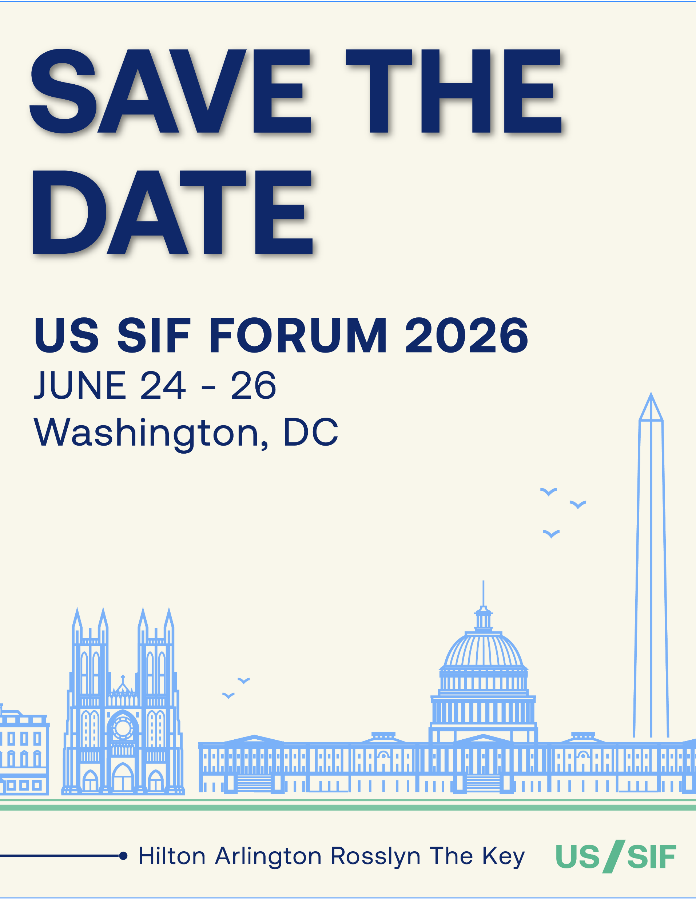 SAVE THE
DATE
US SIF FORUM 2026
JUNE 24 - 26
Washington, DC
Hilton Arlington Rosslyn The Key
US/SIF